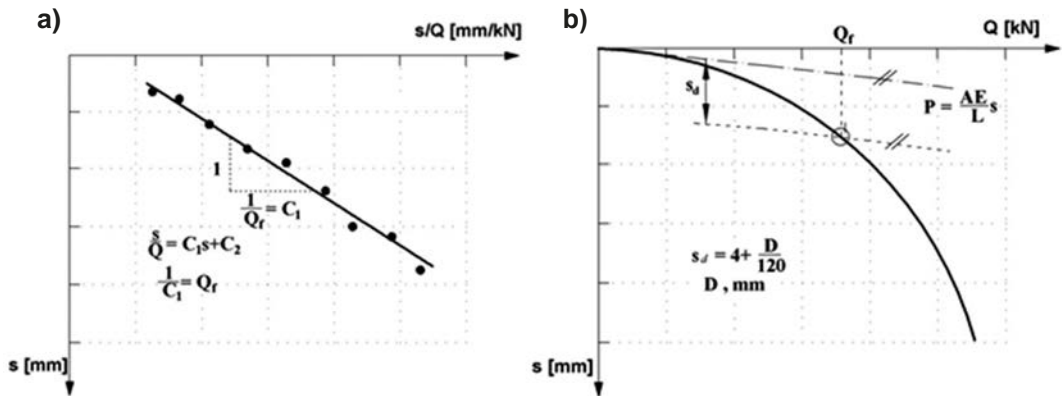 a)
s/Q [mm/kN]
1
1/Q_f = C_1
s/Q = C_1s+C_2
1/C_1 = Q_f
s [mm]
b)
Q [kN]
Q_f
s_d
P = AE/L s
s_d = 4+ D/120
D , mm
s [mm]